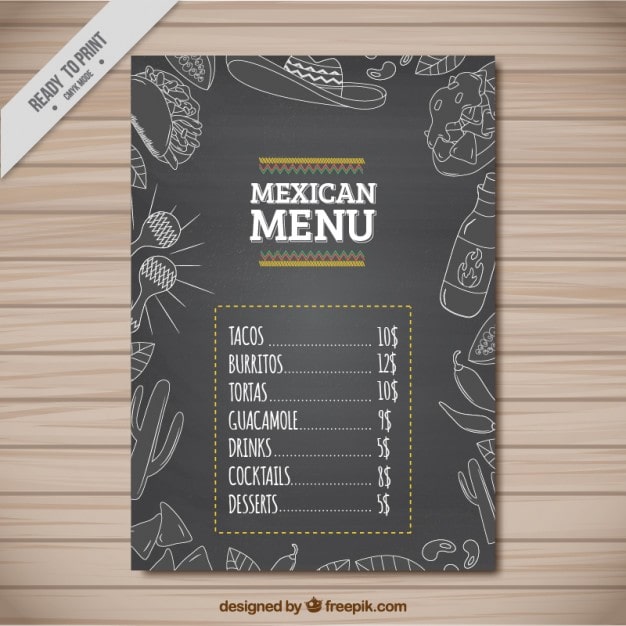 READY TO PRINT
CMYK MODE
MEXICAN
MENU
TACOS.......................... 10$
BURRITOS..................... 12$
TORTAS......................... 10$
GUACAMOLE................. 9$
DRINKS......................... 5$
COCKTAILS................... 8$
DESSERTS..................... 5$
designed by freepik.com